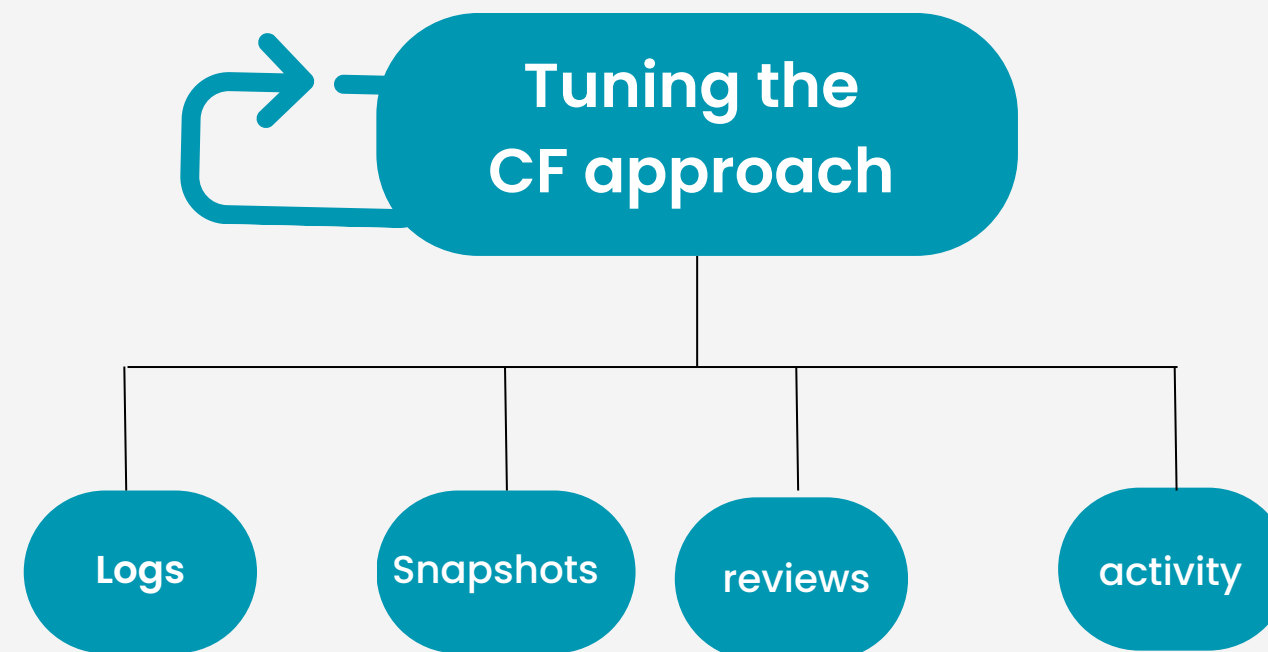 Tuning the
CF approach
Logs
Snapshots
reviews
activity